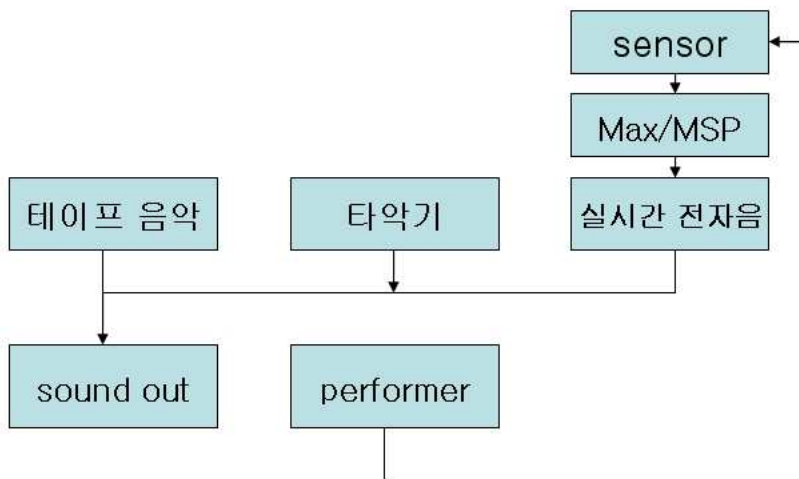 sensor
Max/MSP
테이프 음악
타악기
실시간 전자음
sound out
performer